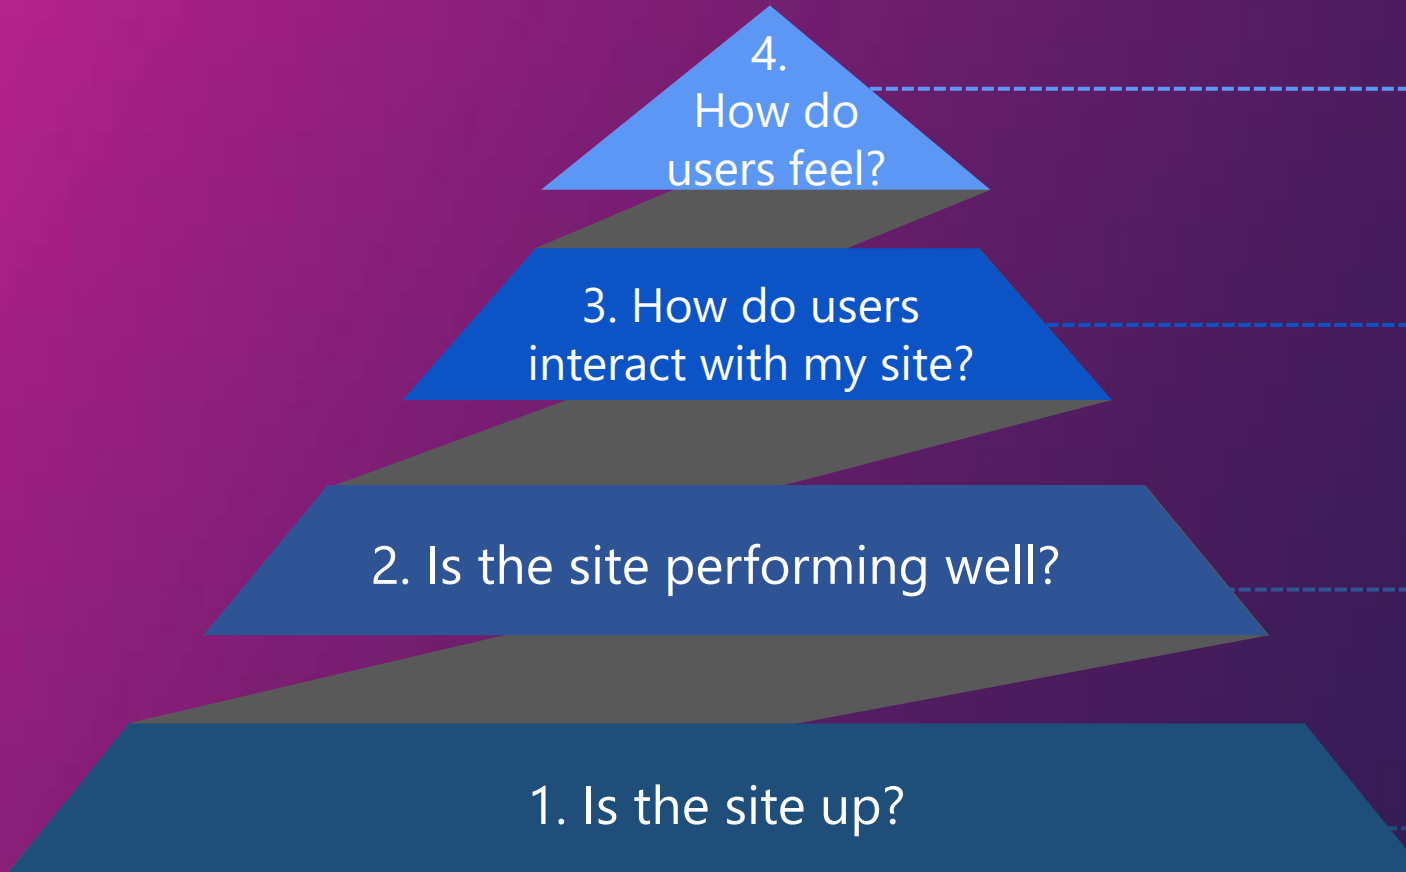 4.
How do
users feel?
3. How do users
interact with my site?
2. Is the site performing well?
1. Is the site up?